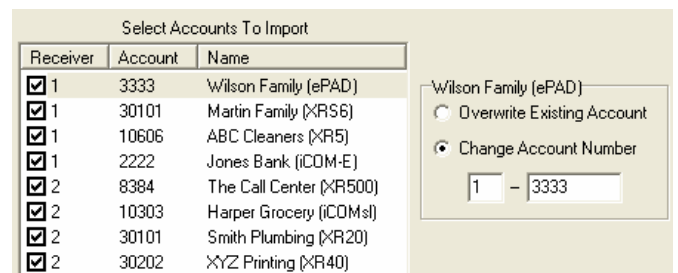 Select Accounts To Import
Receiver Account Name
1 3333 Wilson Family (ePAD)
1 30101 Martin Family (XRS6)
1 10606 ABC Cleaners (XR5)
1 2222 Jones Bank (iCOM-E)
2 8384 The Call Center (XR500)
2 10303 Harper Grocery (iCOMsl)
2 30101 Smith Plumbing (XR20)
2 30202 XYZ Printing (XR40)
Wilson Family (ePAD)
Overwrite Existing Account
Change Account Number
1 – 3333